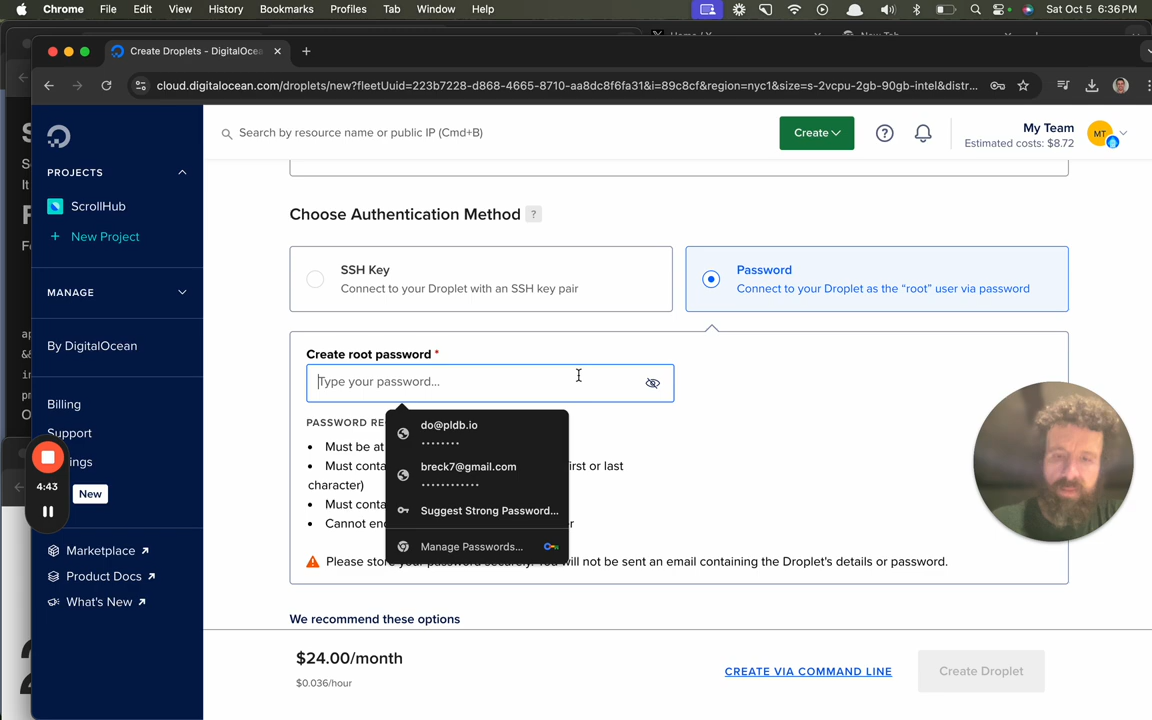 Chrome File Edit View History Bookmarks Profiles Tab Window Help Sat Oct 5 6:36 PM
Create Droplets - DigitalOcea
cloud.digitalocean.com/droplets/new?fleetUuid=223b7228-d868-4665-8710-aa8dc8f6fa31&i=89c8cf&region=nyc1&size=s-2vcpu-2gb-90gb-intel&distr...
Search by resource name or public IP (Cmd+B)
Create
My Team
Estimated costs: $8.72
MT
PROJECTS
ScrollHub
+ New Project
MANAGE
By DigitalOcean
Billing
Support
ings
New
4:43
Marketplace
Product Docs
What's New
Choose Authentication Method ?
SSH Key
Connect to your Droplet with an SSH key pair
Password
Connect to your Droplet as the “root” user via password
Create root password *
Type your password...
PASSWORD RE
• Must be at
• Must conta irst or last
character)
• Must conta
• Cannot en r
do@pldb.io
••••••••
breck7@gmail.com
••••••••••••
Suggest Strong Password...
Manage Passwords...
Please stor your password securely. You will not be sent an email containing the Droplet's details or password.
We recommend these options
$24.00/month
$0.036/hour
CREATE VIA COMMAND LINE
Create Droplet